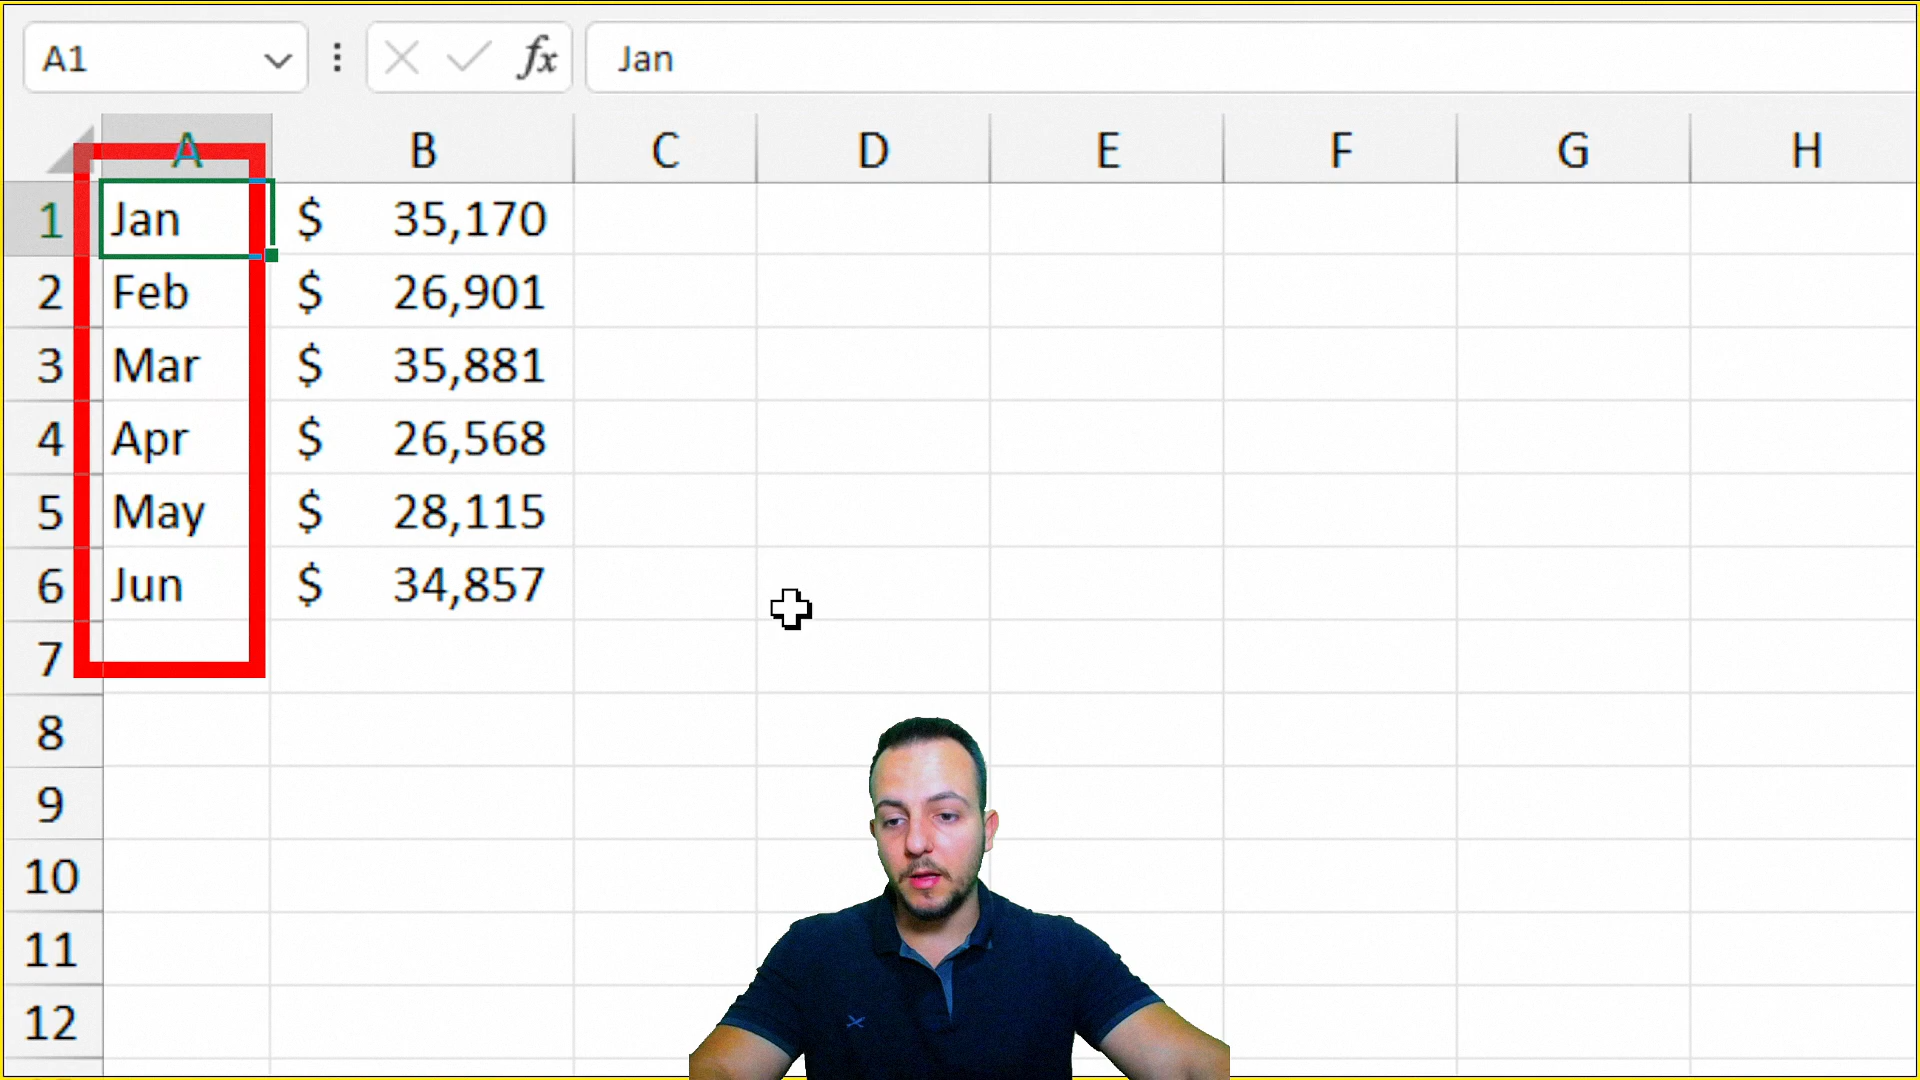 A1 fx Jan
A B C D E F G H
1 Jan $ 35,170
2 Feb $ 26,901
3 Mar $ 35,881
4 Apr $ 26,568
5 May $ 28,115
6 Jun $ 34,857
7
8
9
10
11
12